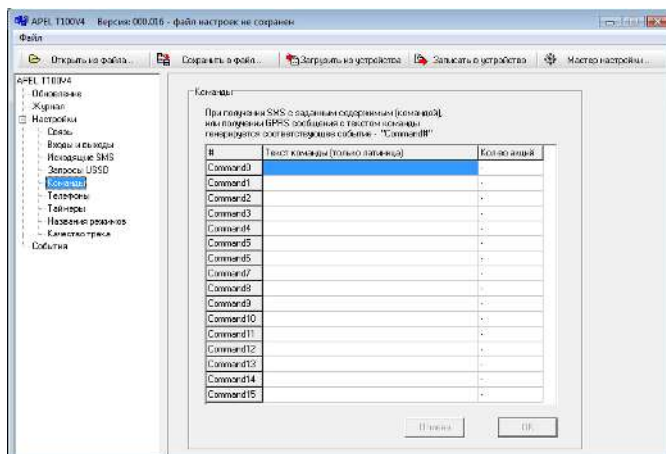 APEL T100V4 Версия: 000.016 - файл настроек не сохранен
Файл
Открыть из файла... Сохранить в файл... Загрузить из устройства Записать в устройство Мастер настройки...
APEL T100V4
Обновление
Журнал
Настройки
Связь
Входы и выходы
Исходящие SMS
Запросы USSD
Команды
Телефоны
Таймеры
Названия режимов
Качество трека
События
Команды
При получении SMS с заданным содержимым (командой),
или получении GPRS сообщения с текстом команды
генерируется соответствующее событие - "Command#"
# Текст команды (только латиница) Кол-во акций
Command0 -
Command1 -
Command2 -
Command3 -
Command4 -
Command5 -
Command6 -
Command7 -
Command8 -
Command9 -
Command10 -
Command11 -
Command12 -
Command13 -
Command14 -
Command15 -
Отмена OK